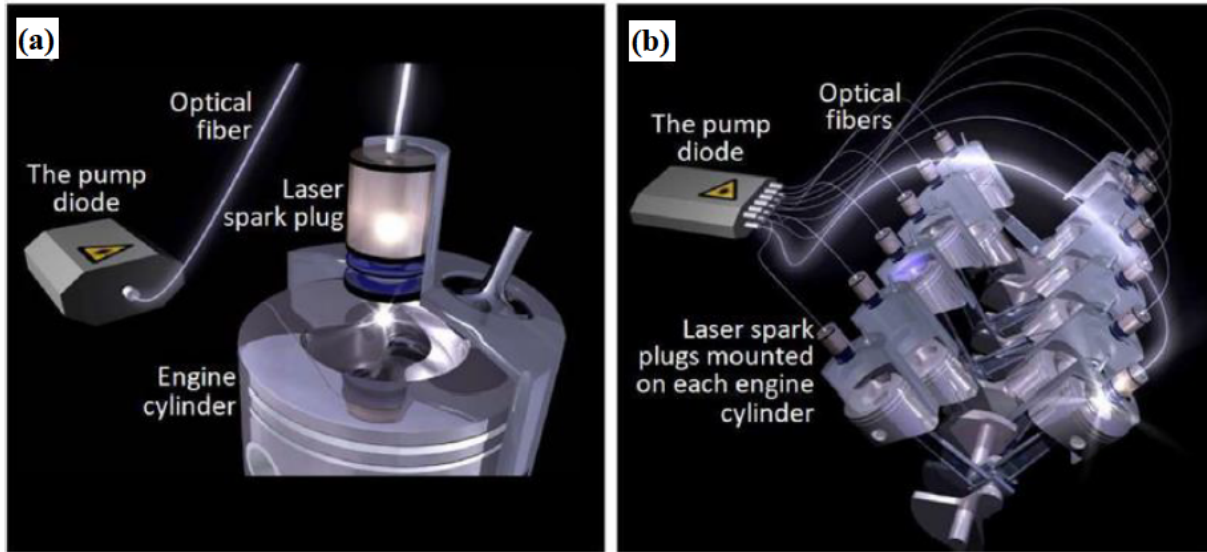 (a)
Optical
fiber
The pump
diode
Laser
spark plug
Engine
cylinder
(b)
Optical
fibers
The pump
diode
Laser spark
plugs mounted
on each engine
cylinder